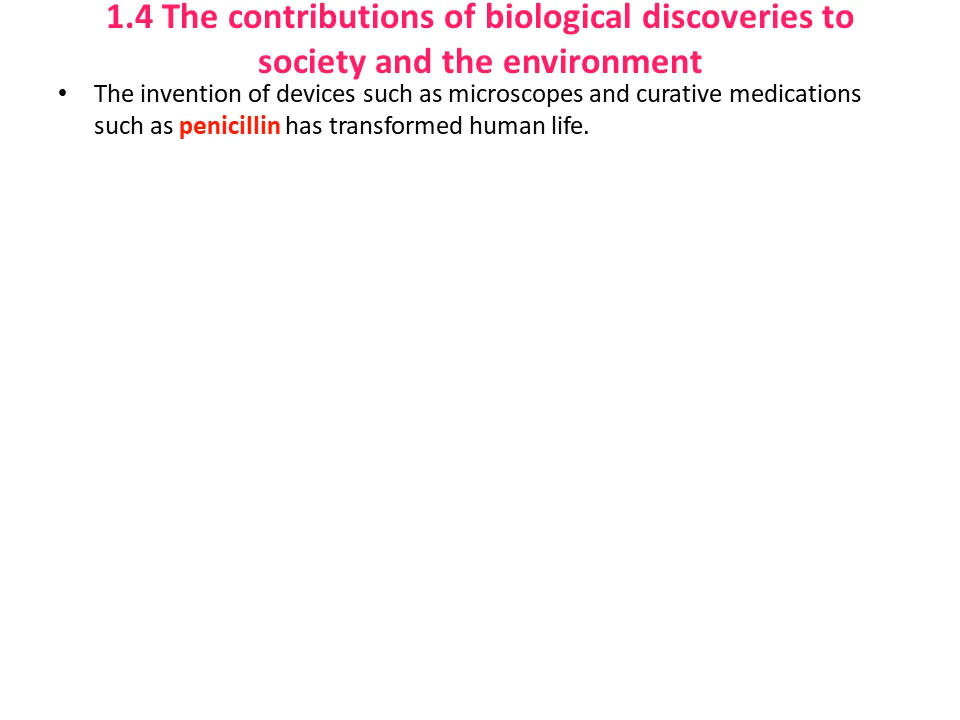 1.4 The contributions of biological discoveries to
society and the environment
• The invention of devices such as microscopes and curative medications
such as penicillin has transformed human life.